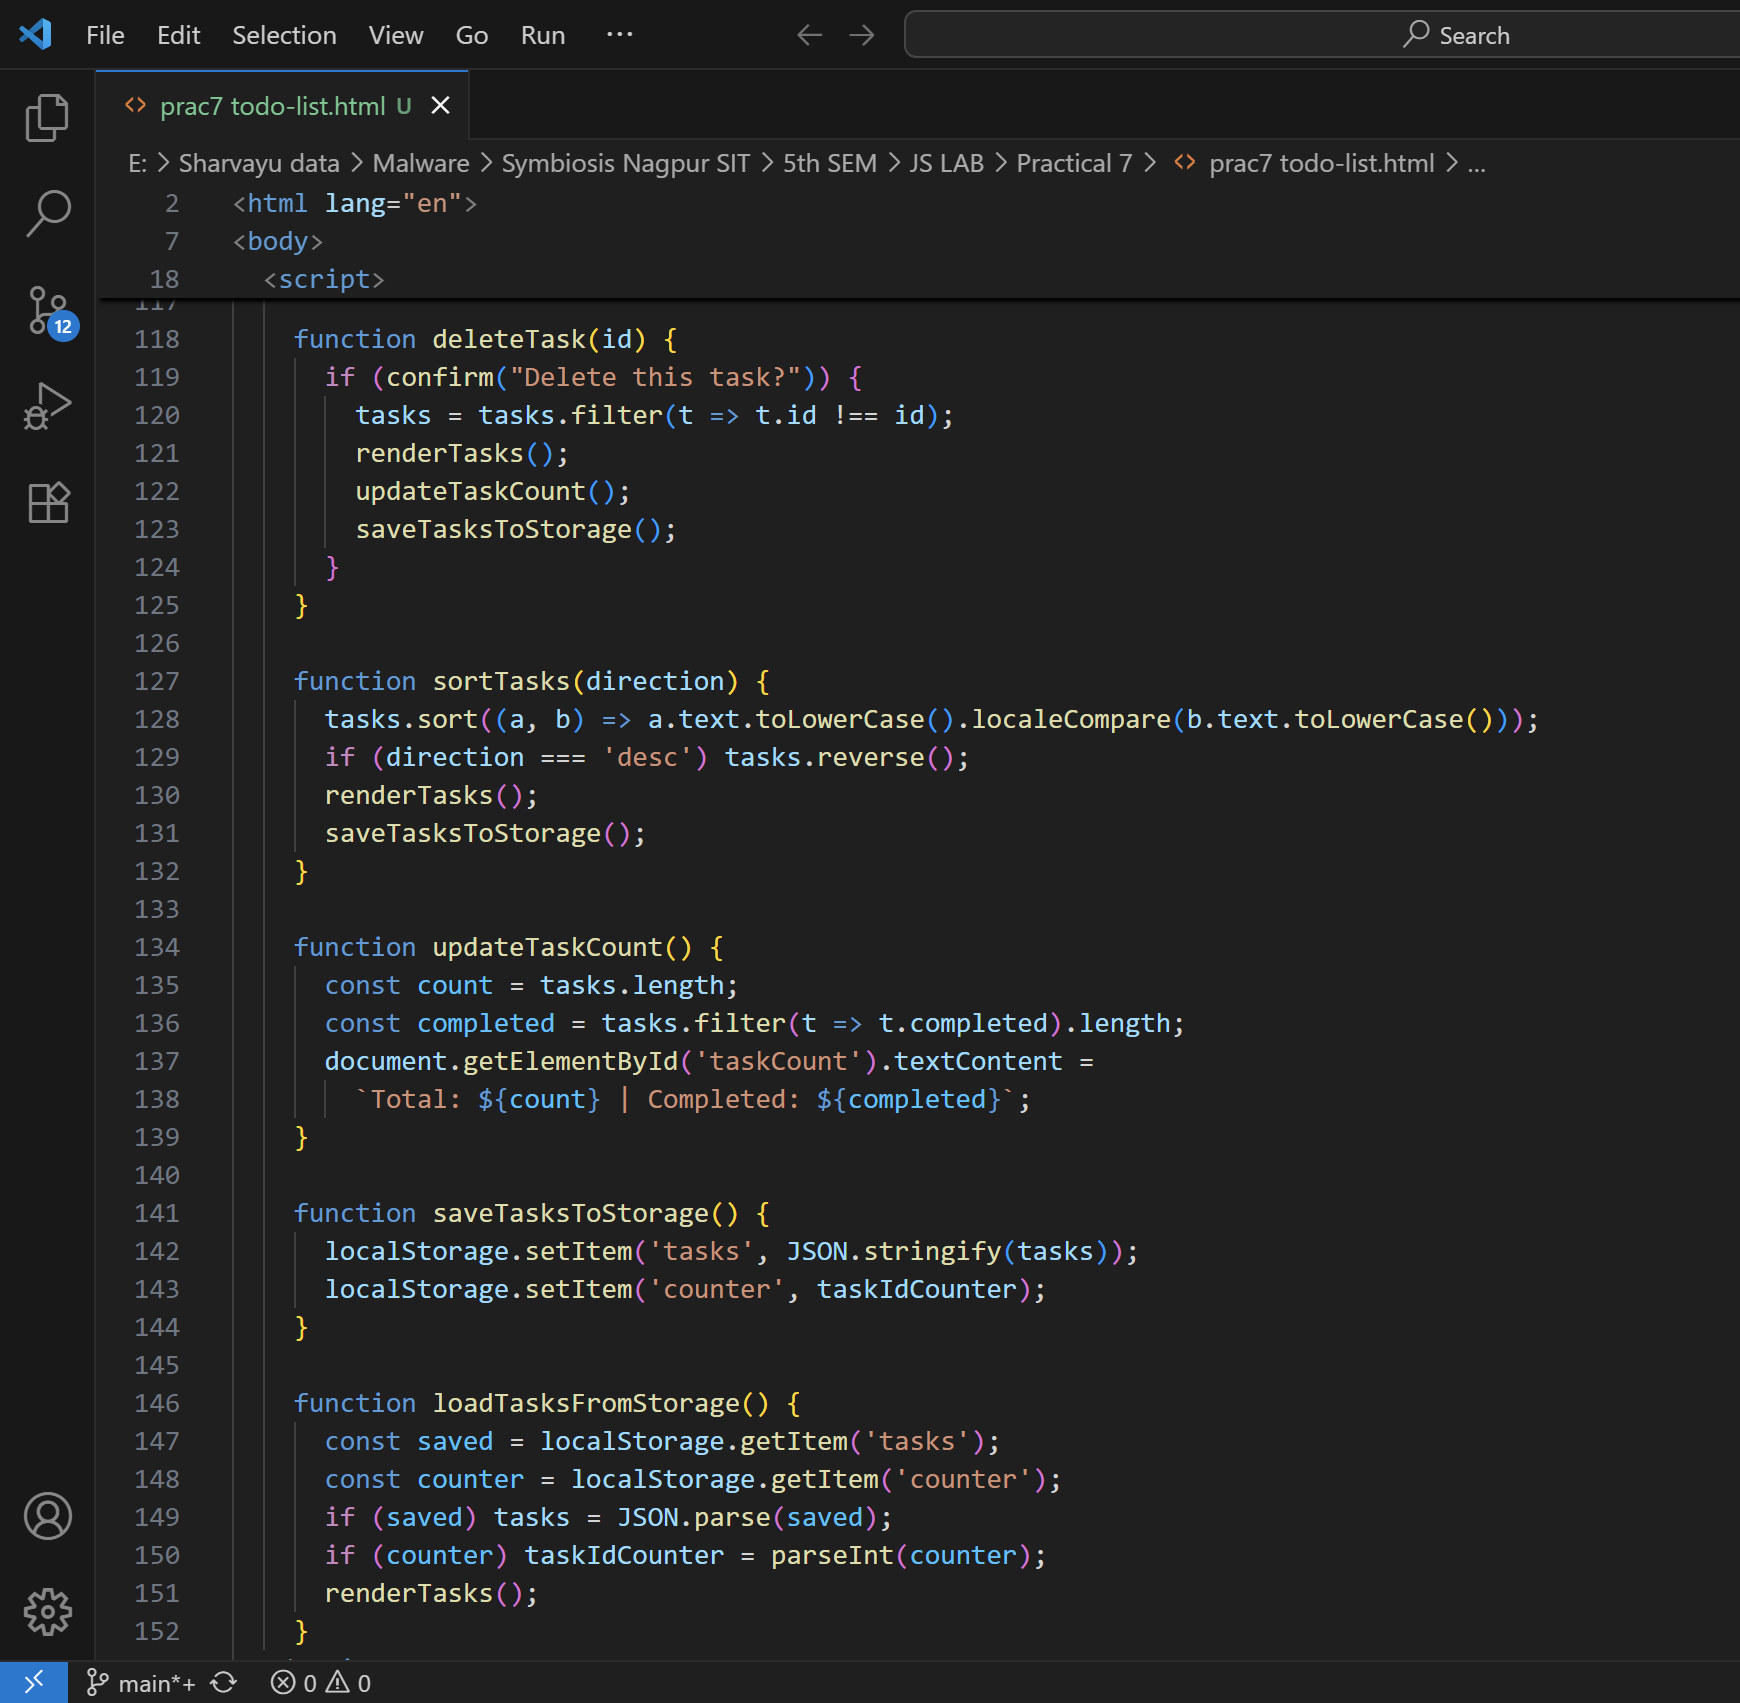 File Edit Selection View Go Run ... Search
prac7 todo-list.html U
E: > Sharvayu data > Malware > Symbiosis Nagpur SIT > 5th SEM > JS LAB > Practical 7 > prac7 todo-list.html > ...
2 <html lang="en">
7 <body>
18 <script>
117
118 function deleteTask(id) {
119 if (confirm("Delete this task?")) {
120 tasks = tasks.filter(t => t.id !== id);
121 renderTasks();
122 updateTaskCount();
123 saveTasksToStorage();
124 }
125 }
126
127 function sortTasks(direction) {
128 tasks.sort((a, b) => a.text.toLowerCase().localeCompare(b.text.toLowerCase()));
129 if (direction === 'desc') tasks.reverse();
130 renderTasks();
131 saveTasksToStorage();
132 }
133
134 function updateTaskCount() {
135 const count = tasks.length;
136 const completed = tasks.filter(t => t.completed).length;
137 document.getElementById('taskCount').textContent =
138 `Total: ${count} | Completed: ${completed}`;
139 }
140
141 function saveTasksToStorage() {
142 localStorage.setItem('tasks', JSON.stringify(tasks));
143 localStorage.setItem('counter', taskIdCounter);
144 }
145
146 function loadTasksFromStorage() {
147 const saved = localStorage.getItem('tasks');
148 const counter = localStorage.getItem('counter');
149 if (saved) tasks = JSON.parse(saved);
150 if (counter) taskIdCounter = parseInt(counter);
151 renderTasks();
152 }
12
main*+ 0 0